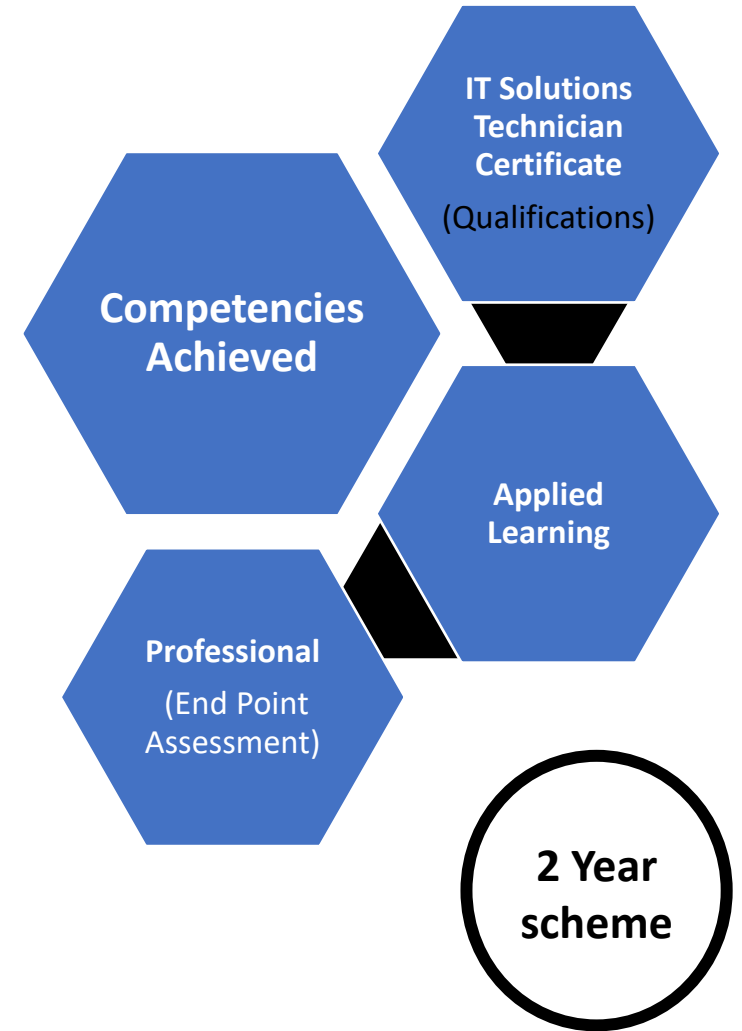 IT Solutions
Technician
Certificate
(Qualifications)
Competencies
Achieved
Applied
Learning
Professional
(End Point
Assessment)
2 Year
scheme